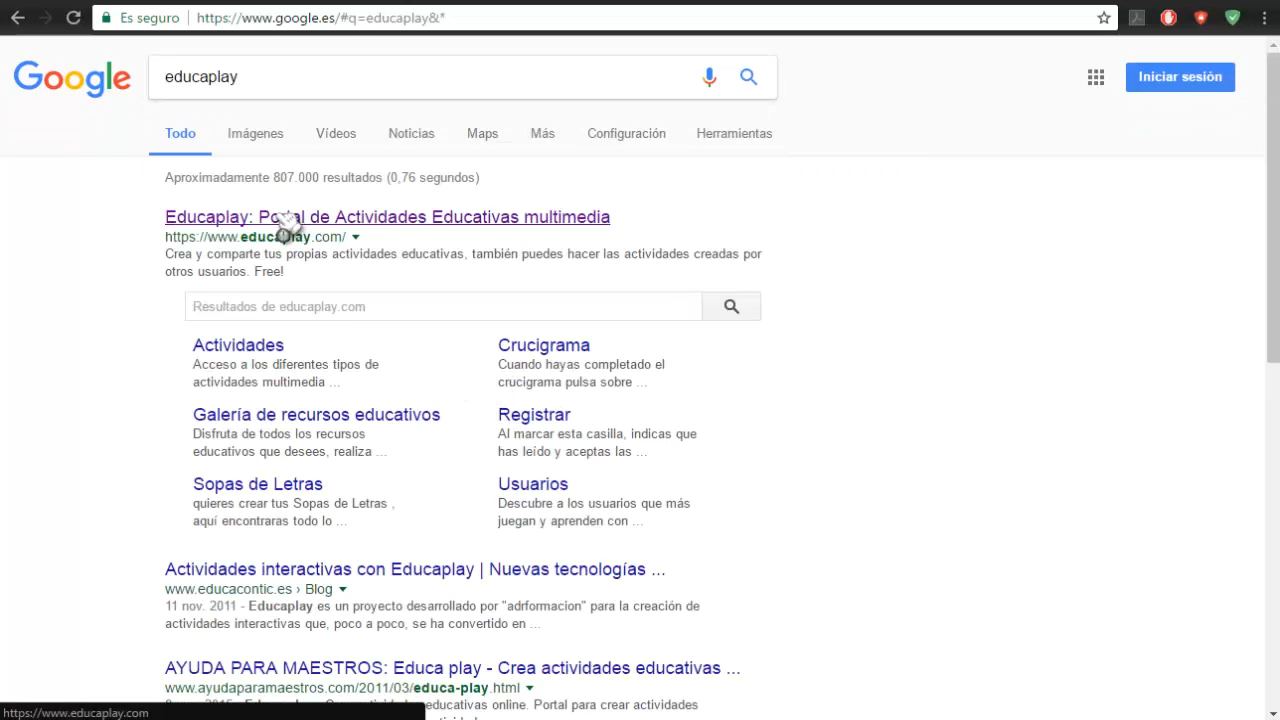 Es seguro https://www.google.es/#q=educaplay&*
Google educaplay Iniciar sesión
Todo Imágenes Vídeos Noticias Maps Más Configuración Herramientas
Aproximadamente 807.000 resultados (0,76 segundos)
Educaplay: Portal de Actividades Educativas multimedia
https://www.educaplay.com/
Crea y comparte tus propias actividades educativas, también puedes hacer las actividades creadas por
otros usuarios. Free!
Resultados de educaplay.com
Actividades
Acceso a los diferentes tipos de
actividades multimedia ...
Crucigrama
Cuando hayas completado el
crucigrama pulsa sobre ...
Galería de recursos educativos
Disfruta de todos los recursos
educativos que desees, realiza ...
Registrar
Al marcar esta casilla, indicas que
has leído y aceptas las ...
Sopas de Letras
quieres crear tus Sopas de Letras ,
aquí encontraras todo lo ...
Usuarios
Descubre a los usuarios que más
juegan y aprenden con ...
Actividades interactivas con Educaplay | Nuevas tecnologías ...
www.educacontic.es › Blog
11 nov. 2011 - Educaplay es un proyecto desarrollado por "adrformacion" para la creación de
actividades interactivas que, poco a poco, se ha convertido en ...
AYUDA PARA MAESTROS: Educa play - Crea actividades educativas ...
www.ayudaparamaestros.com/2011/03/educa-play.html
educativas online. Portal para crear actividades
https://www.educaplay.com